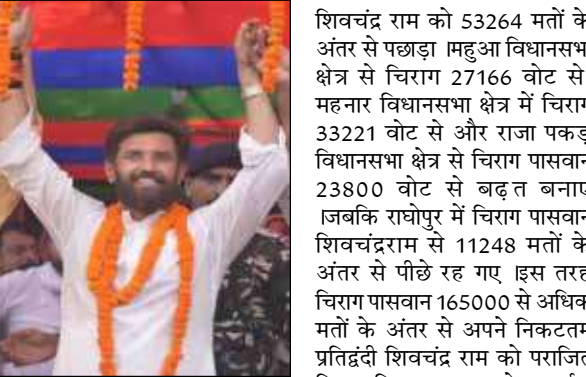 शिवचंद्र राम को 53264 मतों के
अंतर से पछाड़ा ।महुआ विधानसभा
क्षेत्र से चिराग 27166 वोट से
महनार विधानसभा क्षेत्र में चिराग
33221 वोट से और राजा पकड़
विधानसभा क्षेत्र से चिराग पासवान
23800 वोट से बढ़त बनाए
।जबकि राघोपुर में चिराग पासवान
शिवचंद्रराम से 11248 मतों के
अंतर से पीछे रह गए ।इस तरह
चिराग पासवान 165000 से अधिक
मतों के अंतर से अपने निकटतम
प्रतिद्वंदी शिवचंद्र राम को पराजित